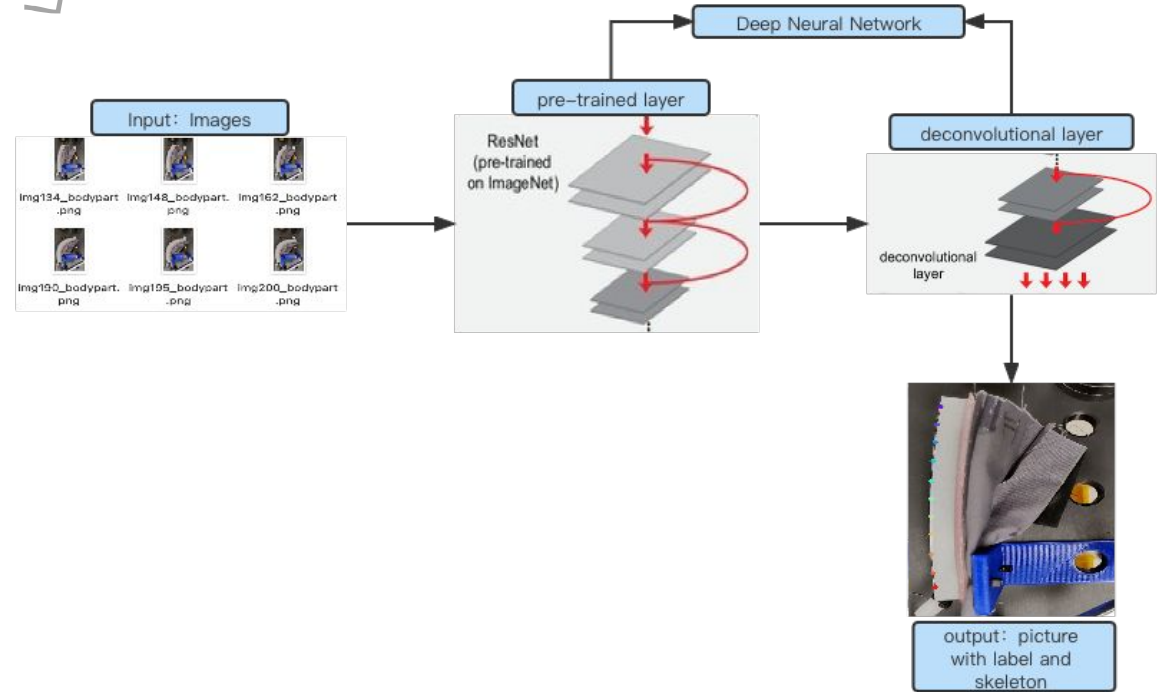 Deep Neural Network
pre-trained layer
Input: Images
deconvolutional layer
ResNet
(pre-trained
on ImageNet)
img134_bodypart
.png
img148_bodypart.
png
img162_bodypart
.png
img190_bodypart.
png
img195_bodypart
.png
img200_bodypart
.png
deconvolutional
layer
output: picture
with label and
skeleton